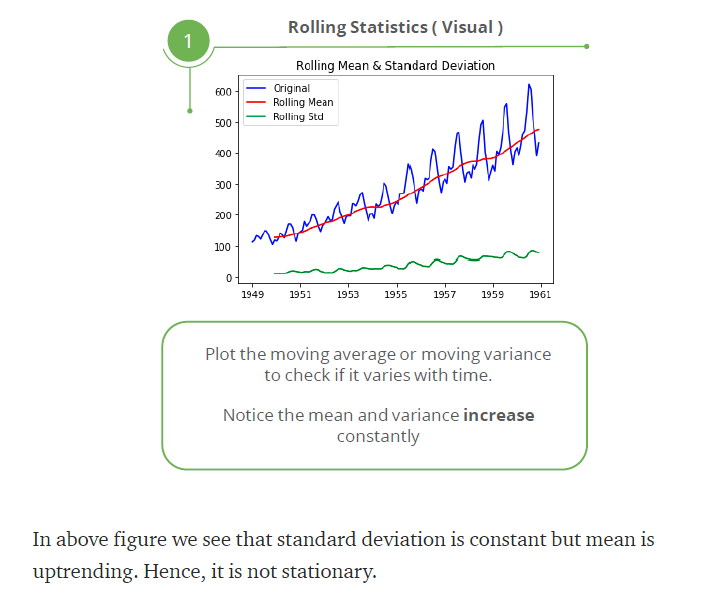 1
Rolling Statistics ( Visual )
Rolling Mean & Standard Deviation
Original
Rolling Mean
Rolling Std
600
500
400
300
200
100
0
1949 1951 1953 1955 1957 1959 1961
Plot the moving average or moving variance
to check if it varies with time.
Notice the mean and variance increase
constantly
In above figure we see that standard deviation is constant but mean is
uptrending. Hence, it is not stationary.